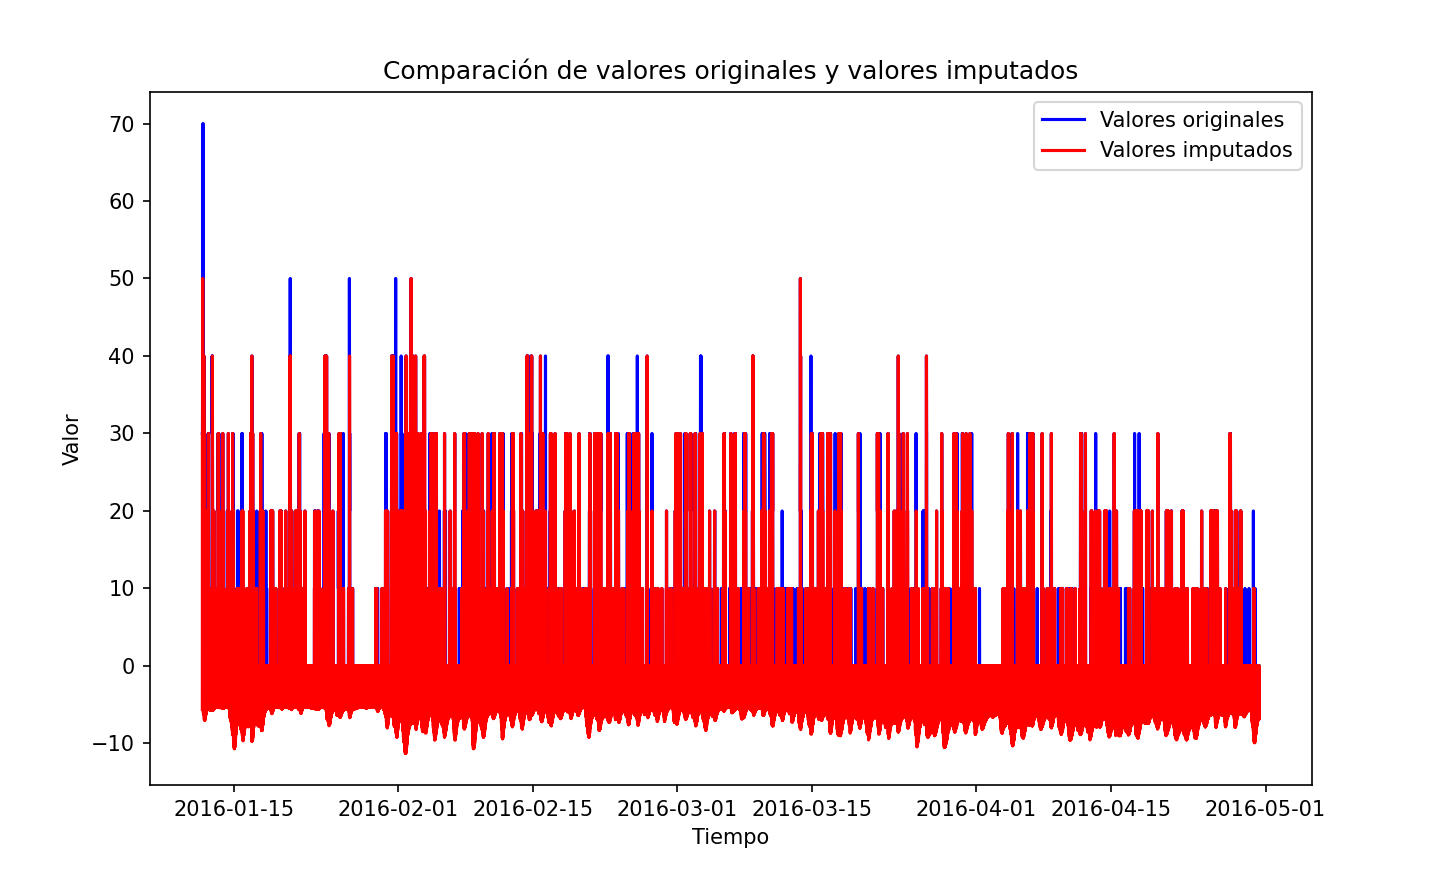 Comparación de valores originales y valores imputados
Valores originales
Valores imputados
70
60
50
40
30
20
10
0
−10
Valor
2016-01-15 2016-02-01 2016-02-15 2016-03-01 2016-03-15 2016-04-01 2016-04-15 2016-05-01
Tiempo